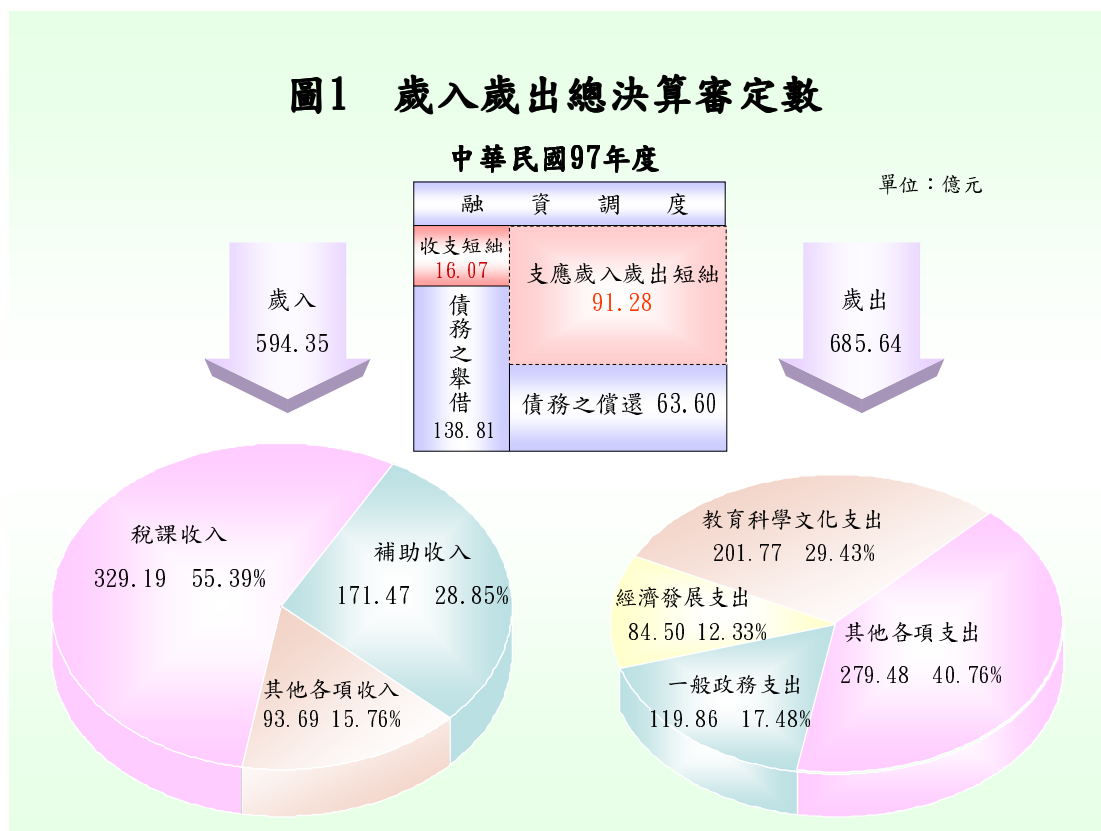 圖1　歲入歲出總決算審定數
中華民國97年度
單位：億元
融　資　調　度
收支短絀
16.07
支應歲入歲出短絀
91.28
債務之舉借
138.81
債務之償還 63.60
歲入
594.35
歲出
685.64
稅課收入
329.19 55.39%
補助收入
171.47 28.85%
其他各項收入
93.69 15.76%
教育科學文化支出
201.77 29.43%
經濟發展支出
84.50 12.33%
其他各項支出
279.48 40.76%
一般政務支出
119.86 17.48%